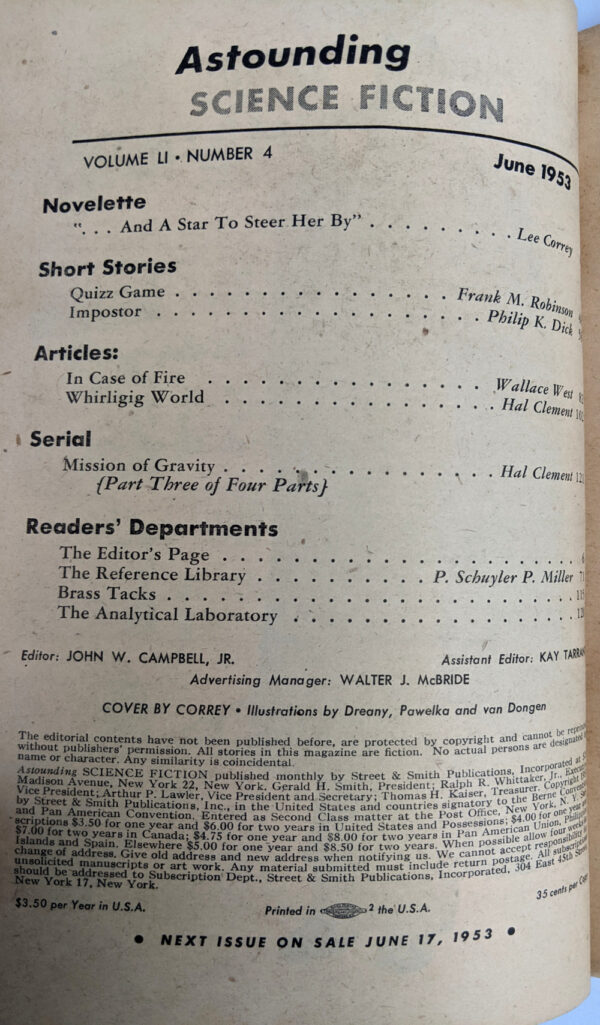 Astounding
SCIENCE FICTION
VOLUME LI • NUMBER 4 June 1953
Novelette
". . . And A Star To Steer Her By" . . . . . . . . . Lee Correy
Short Stories
Quizz Game . . . . . . . . . . . . . . . . Frank M. Robinson
Impostor . . . . . . . . . . . . . . . . . . Philip K. Dick
Articles:
In Case of Fire . . . . . . . . . . . . . . . . Wallace West
Whirligig World . . . . . . . . . . . . . . . . Hal Clement
Serial
Mission of Gravity . . . . . . . . . . . . . . . . Hal Clement
{Part Three of Four Parts}
Readers' Departments
The Editor's Page . . . . . . . . . . . . . . . . . . . . . 6
The Reference Library . . . . . . . . . . P. Schuyler P. Miller
Brass Tacks . . . . . . . . . . . . . . . . . . . . . . .
The Analytical Laboratory . . . . . . . . . . . . . . . . .
Editor: JOHN W. CAMPBELL, JR. Assistant Editor: KAY TARRAN
Advertising Manager: WALTER J. McBRIDE
COVER BY CORREY • Illustrations by Dreany, Pawelka and van Dongen
The editorial contents have not been published before, are protected by copyright and cannot be
without publishers' permission. All stories in this magazine are fiction. No actual persons are designated
name or character. Any similarity is coincidental.
Astounding SCIENCE FICTION published monthly by Street & Smith Publications, Incorporated at
Madison Avenue, New York 22, New York. Gerald H. Smith, President; Ralph R. Whittaker, Jr.,
Vice President; Arthur P. Lawler, Vice President and Secretary; Thomas H. Kaiser, Treasurer. Copyright
by Street & Smith Publications, Inc., in the United States and countries signatory to the Berne
and Pan American Convention. Entered as Second Class matter at the Post Office, New York, N. Y.
scriptions $3.50 for one year and $6.00 for two years in United States and Possessions; $4.00 for one year
$7.00 for two years in Canada; $4.75 for one year and $8.00 for two years in Pan American Union,
Islands and Spain. Elsewhere $5.00 for one year and $8.50 for two years. When possible allow four
change of address. Give old address and new address when notifying us. We cannot accept responsibility
unsolicited manuscripts or art work. Any material submitted must include return postage. All
should be addressed to Subscription Dept., Street & Smith Publications, Incorporated, 304 East 45th
New York 17, New York.
$3.50 per Year in U.S.A. Printed in the U.S.A. 35 cents per
• NEXT ISSUE ON SALE JUNE 17, 1953 •